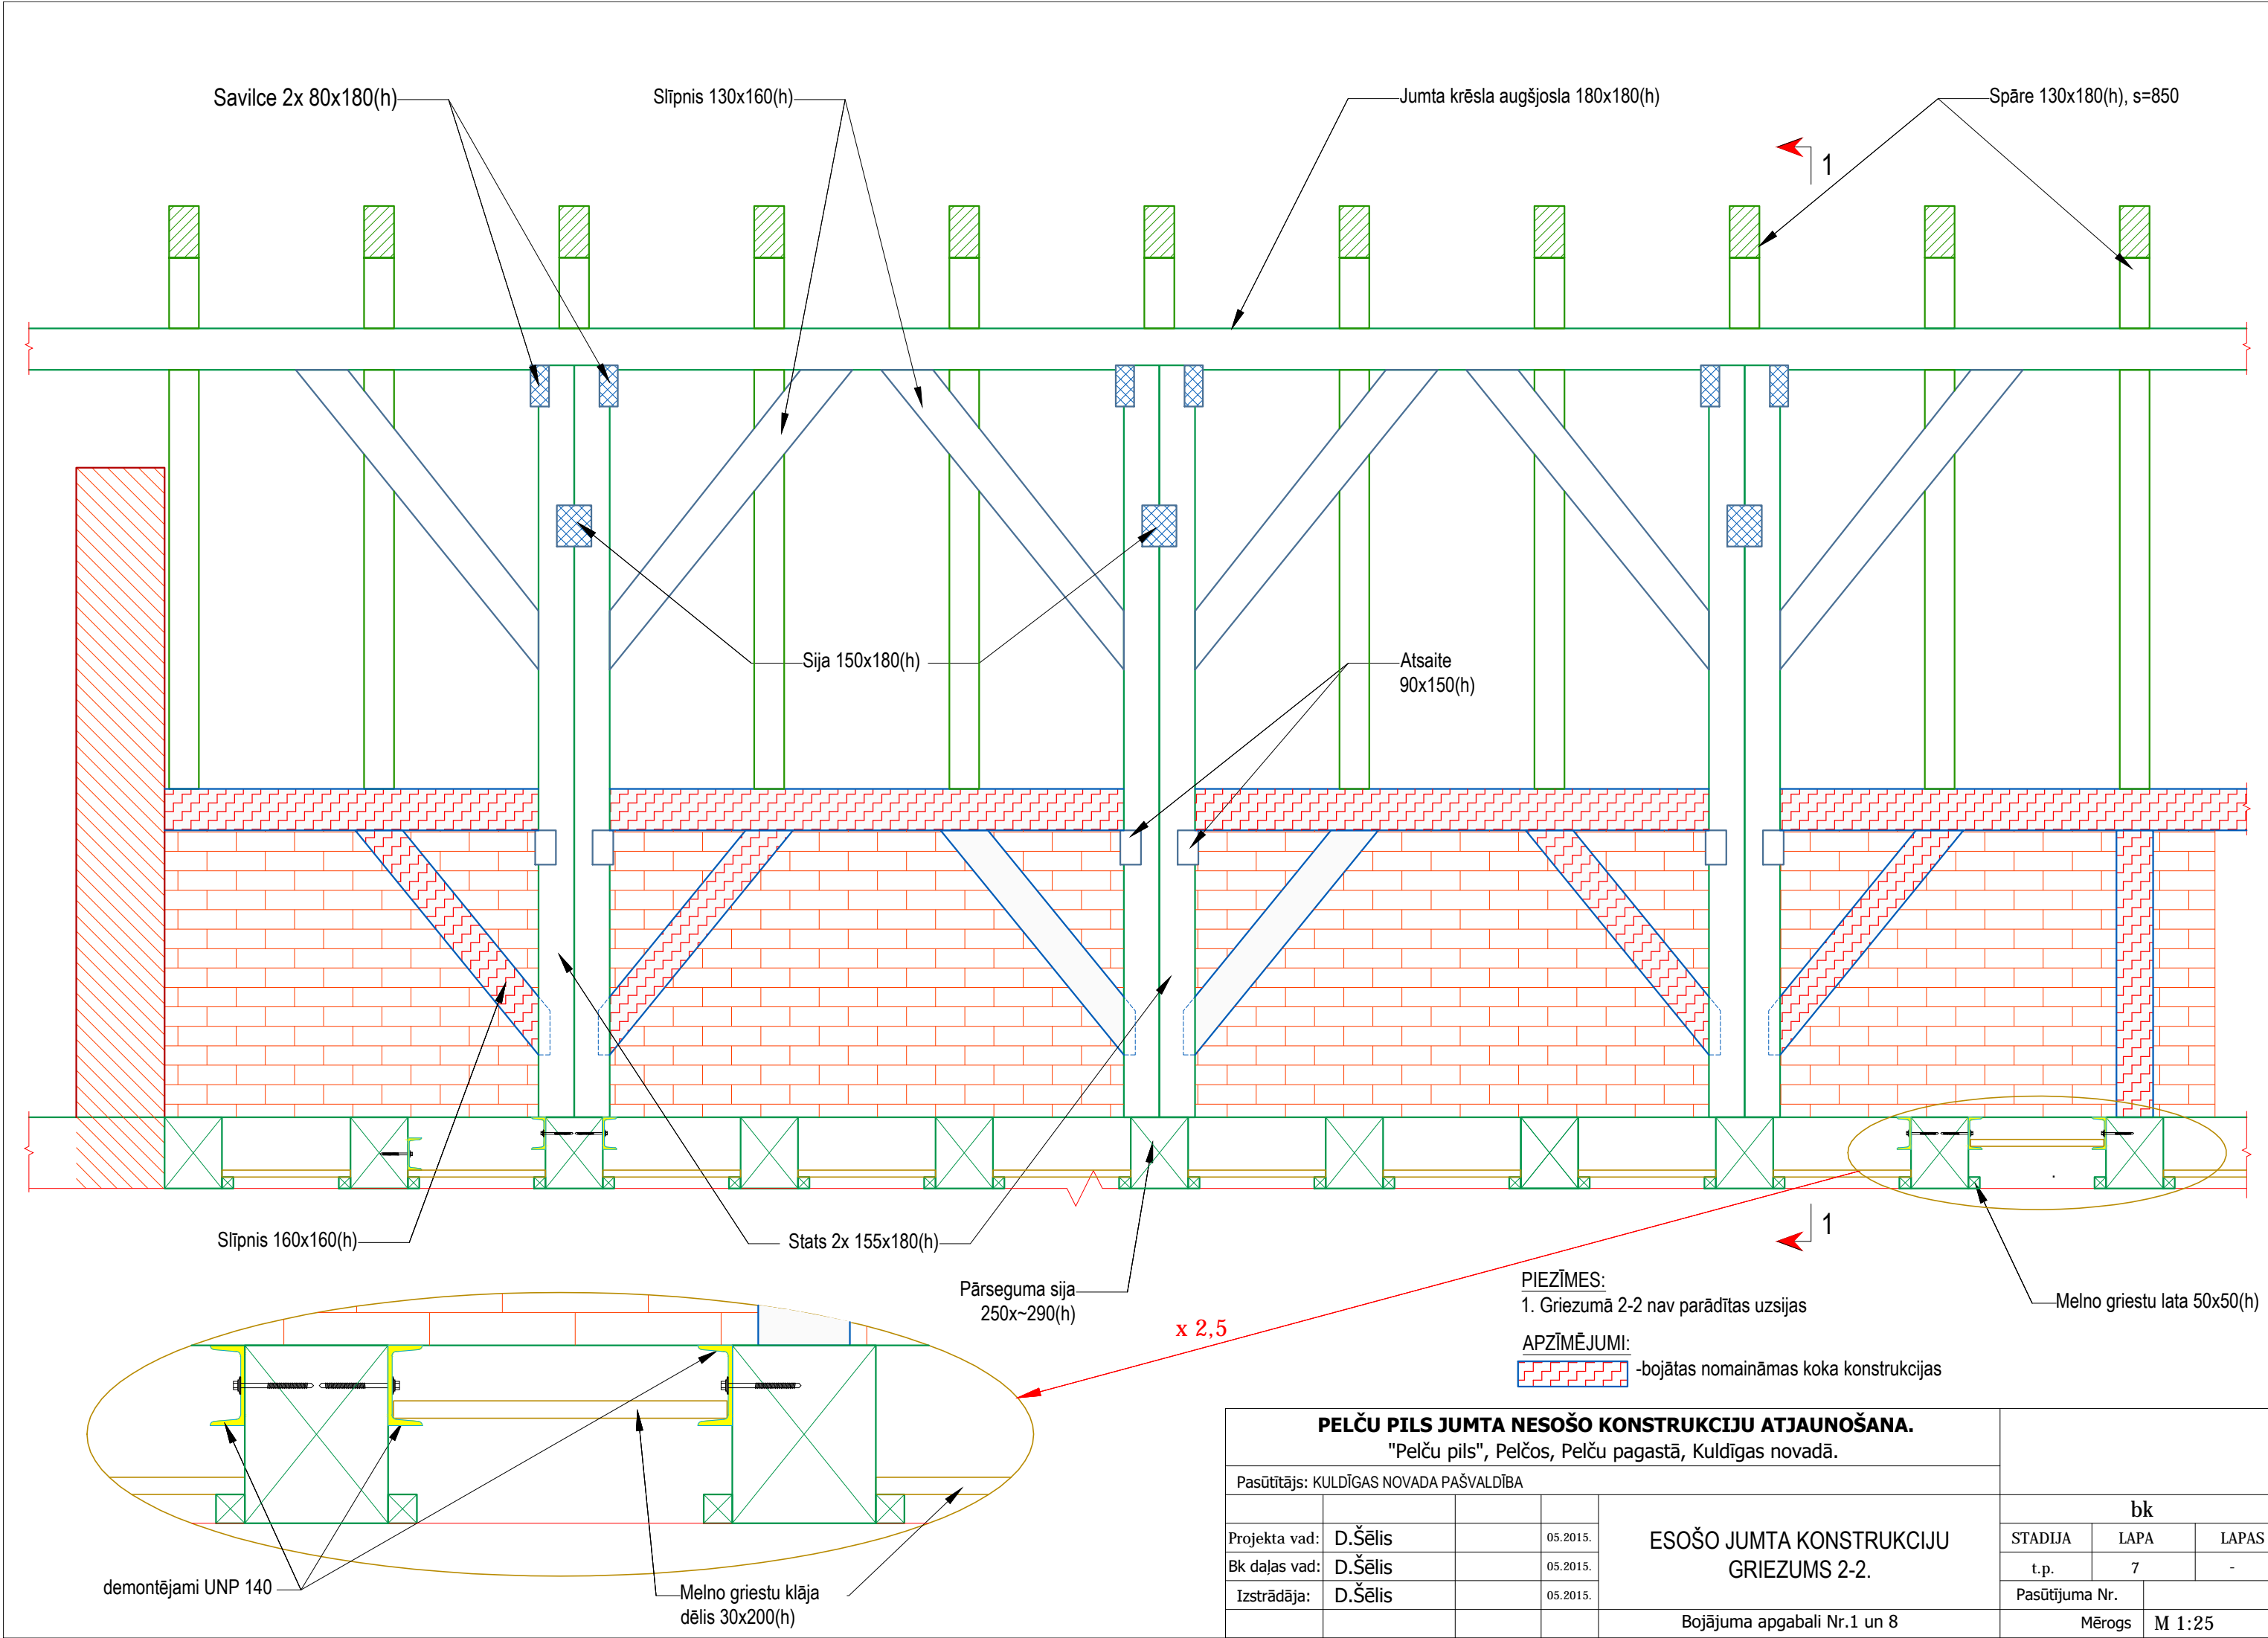 Savilce 2x 80x180(h)
Slīpnis 130x160(h)
Jumta krēsla augšjosla 180x180(h)
Spāre 130x180(h), s=850
1
Sija 150x180(h)
Atsaite
90x150(h)
Slīpnis 160x160(h)
Stats 2x 155x180(h)
1
Pārseguma sija
250x~290(h)
Melno griestu lata 50x50(h)
x 2,5
PIEZĪMES:
1. Griezumā 2-2 nav parādītas uzsijas
APZĪMĒJUMI:
-bojātas nomaināmas koka konstrukcijas
demontējami UNP 140
Melno griestu klāja
dēlis 30x200(h)
PELČU PILS JUMTA NESOŠO KONSTRUKCIJU ATJAUNOŠANA.
"Pelču pils", Pelčos, Pelču pagastā, Kuldīgas novadā.
Pasūtītājs: KULDĪGAS NOVADA PAŠVALDĪBA
Projekta vad: D.Šēlis 05.2015.
Bk daļas vad: D.Šēlis 05.2015.
Izstrādāja: D.Šēlis 05.2015.
ESOŠO JUMTA KONSTRUKCIJU
GRIEZUMS 2-2.
Bojājuma apgabali Nr.1 un 8
bk
STADIJA LAPA LAPAS
t.p. 7 -
Pasūtījuma Nr.
Mērogs M 1:25